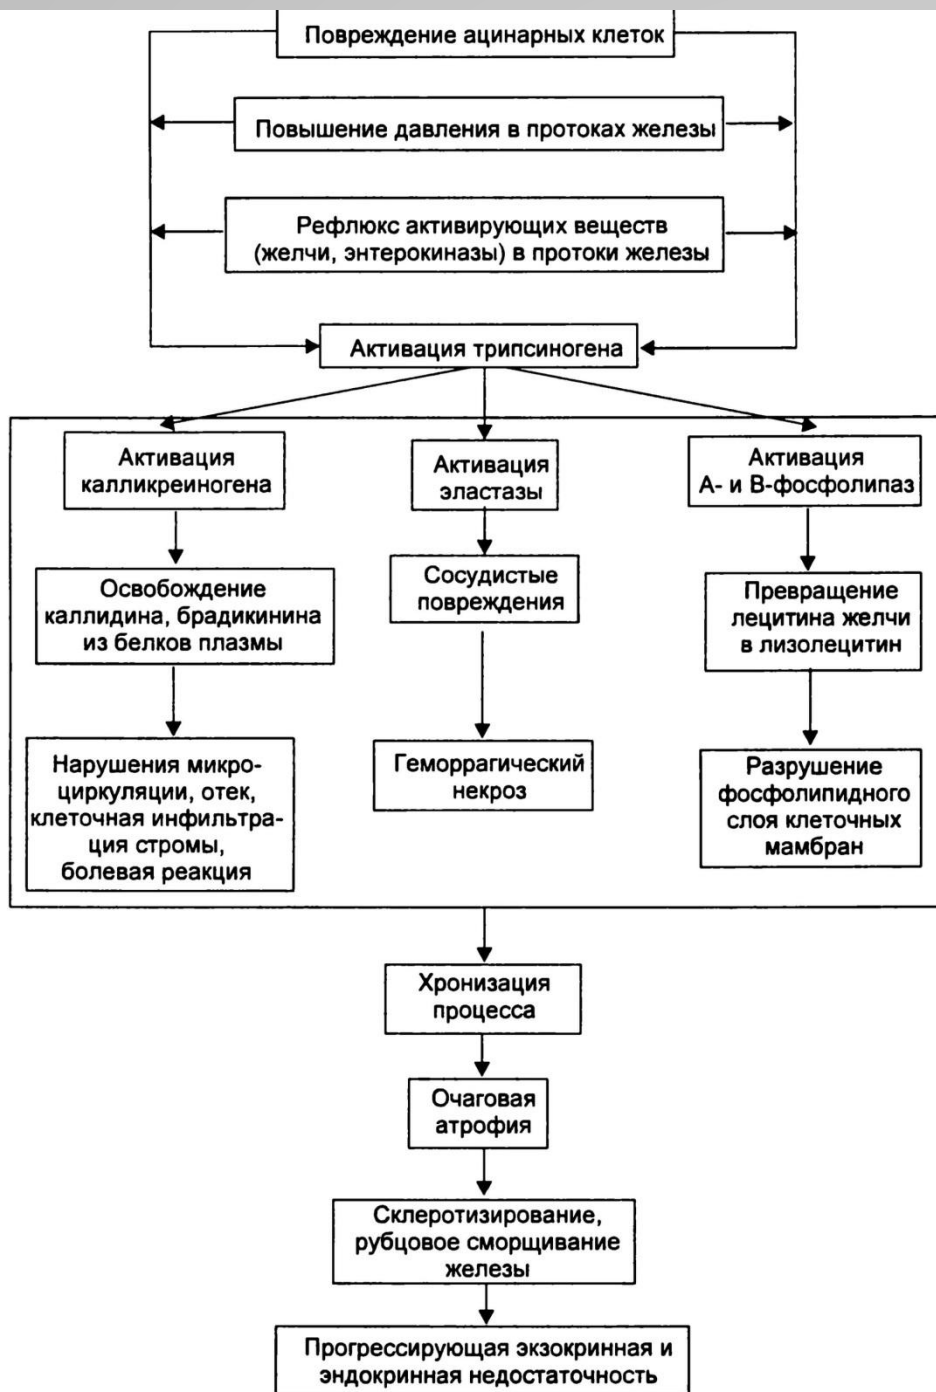 Повреждение ацинарных клеток
Повышение давления в протоках железы
Рефлюкс активирующих веществ
(желчи, энтерокиназы) в протоки железы
Активация трипсиногена
Активация
калликреиногена
Освобождение
каллидина, брадикинина
из белков плазмы
Нарушения микро-
циркуляции, отек,
клеточная инфильтра-
ция стромы,
болевая реакция
Активация
эластазы
Сосудистые
повреждения
Геморрагический
некроз
Активация
А- и В-фосфолипаз
Превращение
лецитина желчи
в лизолецитин
Разрушение
фосфолипидного
слоя клеточных
мамбран
Хронизация
процесса
Очаговая
атрофия
Склеротизирование,
рубцовое сморщивание
железы
Прогрессирующая экзокринная и
эндокринная недостаточность